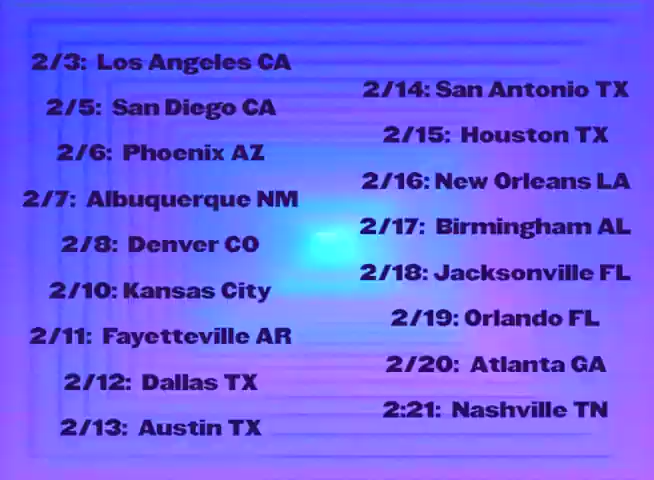 2/3: Los Angeles CA
2/5: San Diego CA
2/6: Phoenix AZ
2/7: Albuquerque NM
2/8: Denver CO
2/10: Kansas City
2/11: Fayetteville AR
2/12: Dallas TX
2/13: Austin TX
2/14: San Antonio TX
2/15: Houston TX
2/16: New Orleans LA
2/17: Birmingham AL
2/18: Jacksonville FL
2/19: Orlando FL
2/20: Atlanta GA
2:21: Nashville TN